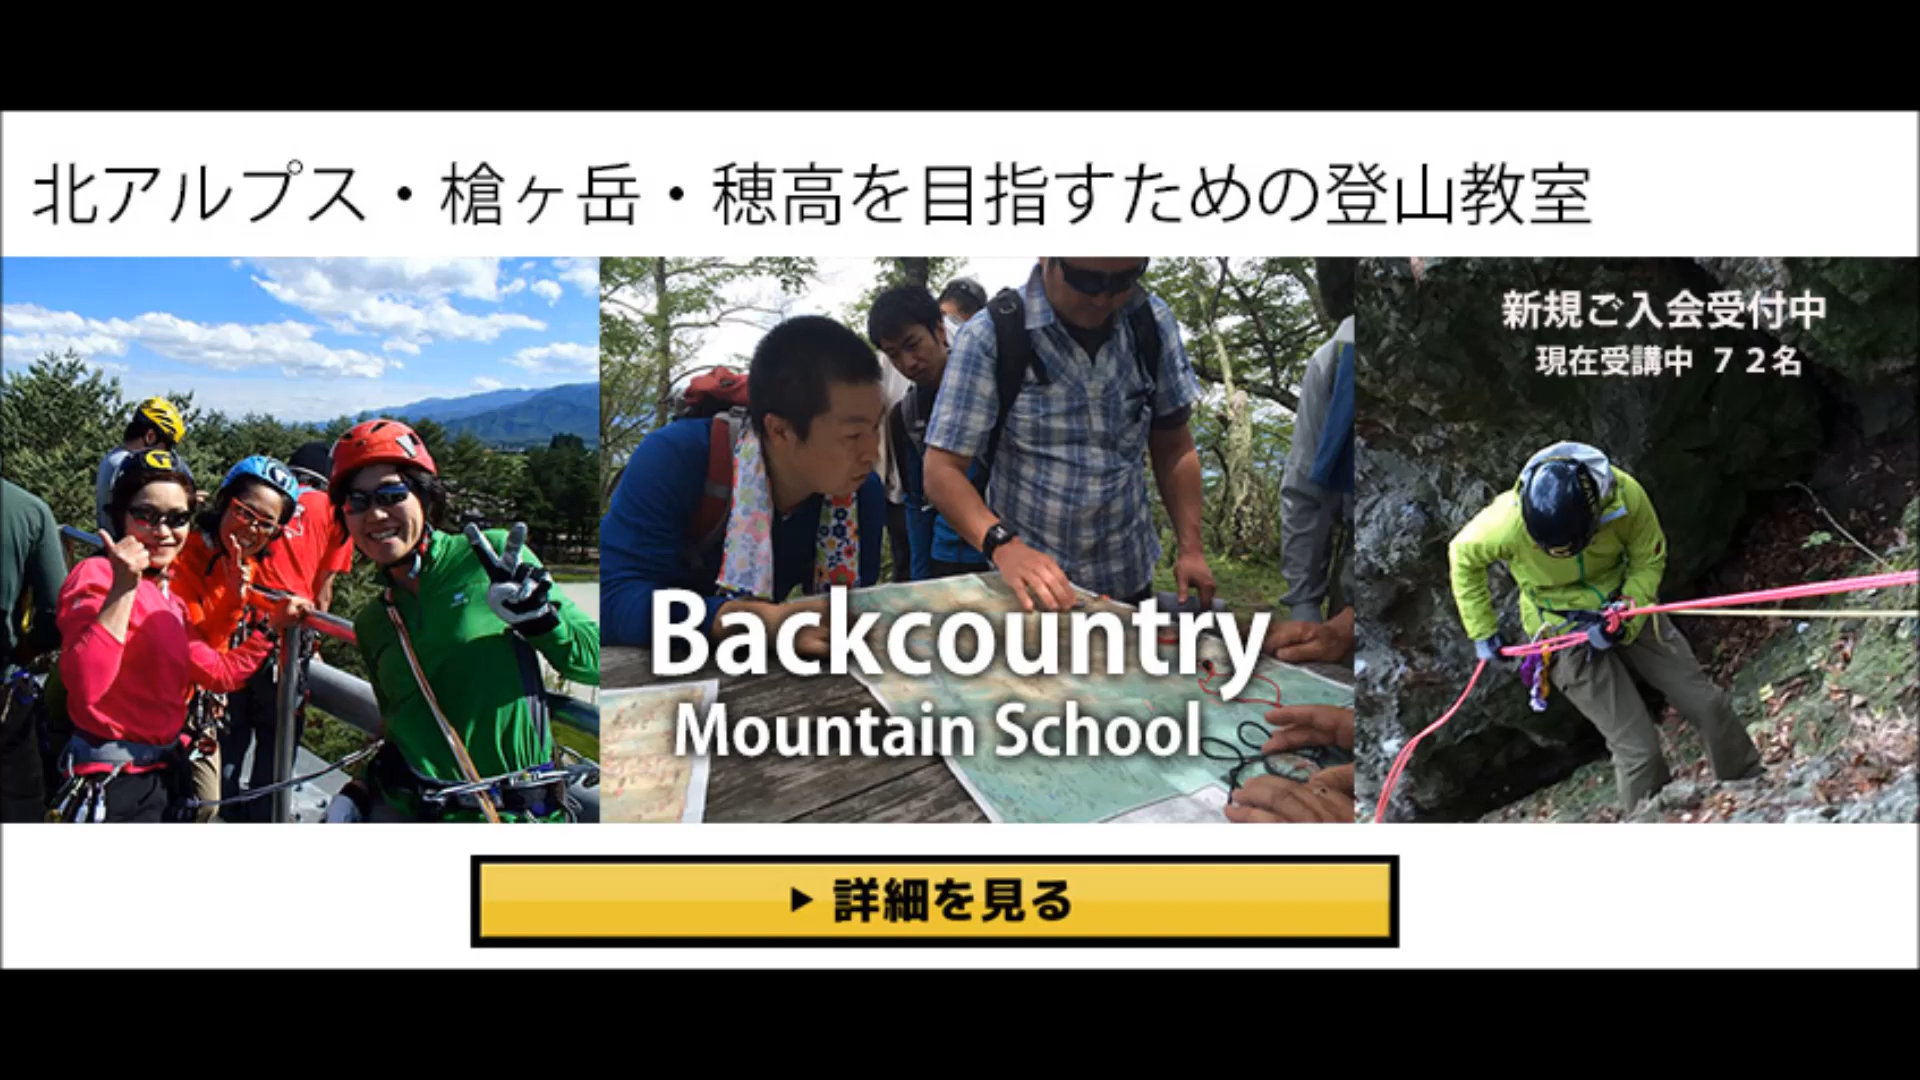 北アルプス・槍ヶ岳・穂高を目指すための登山教室
新規ご入会受付中
現在受講中 72名
Backcountry
Mountain School
▶ 詳細を見る